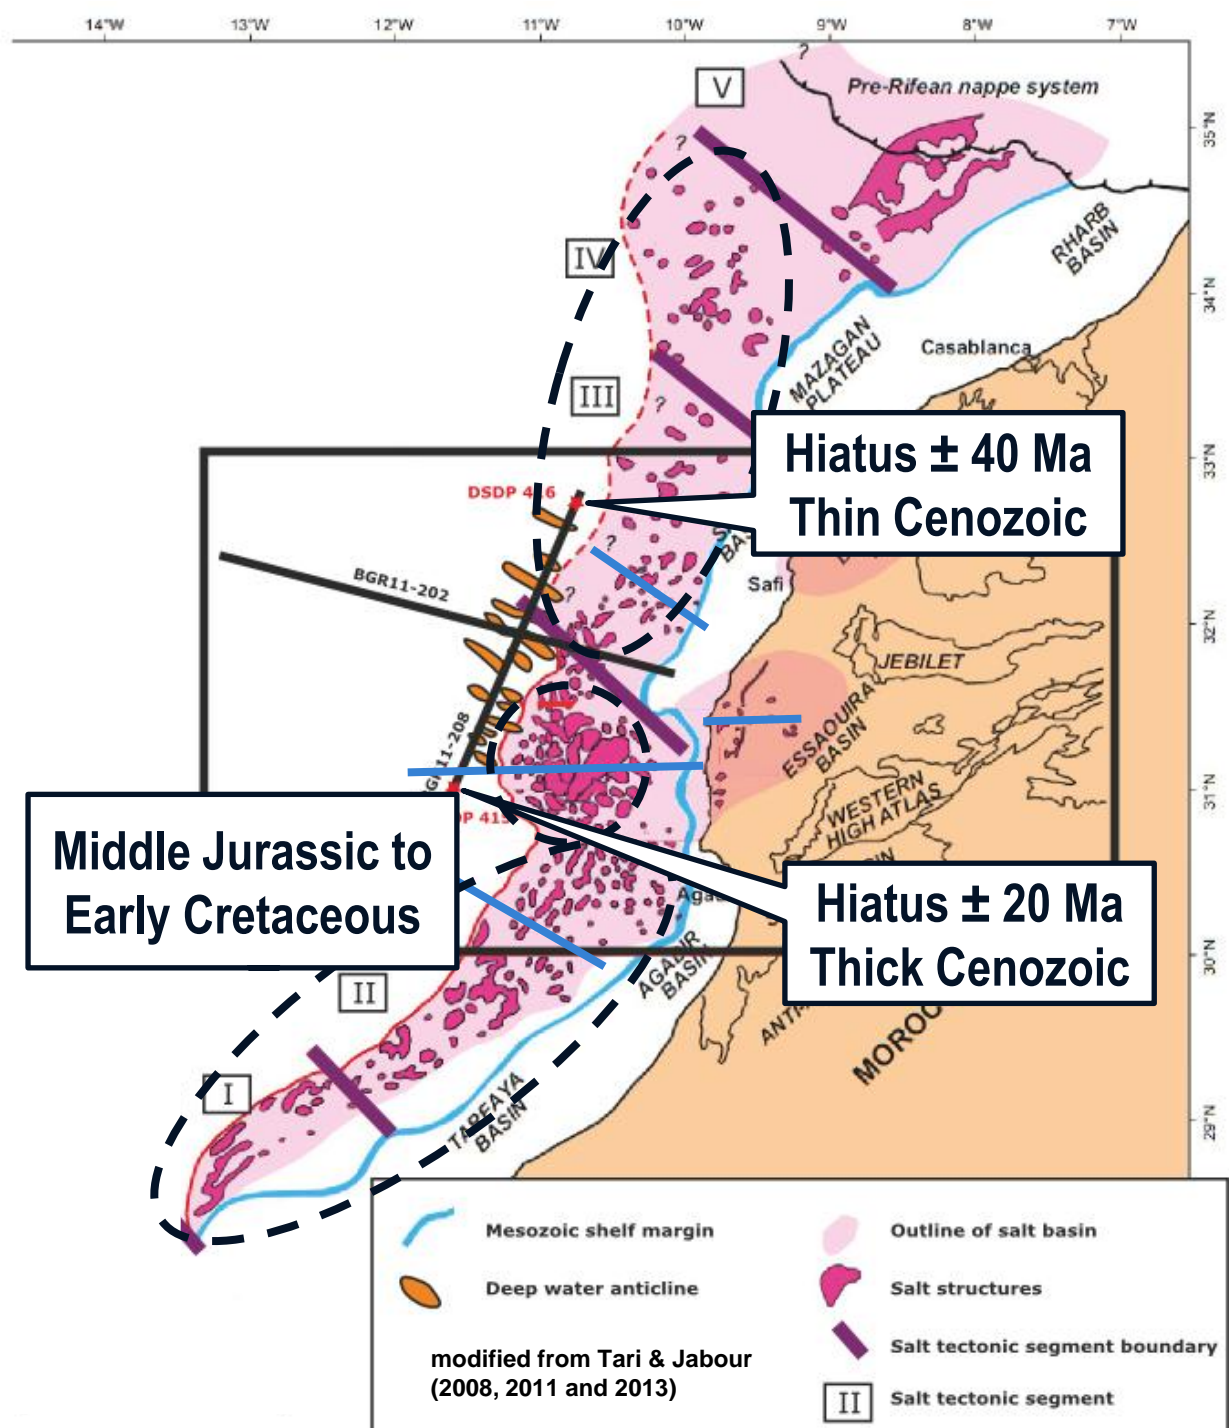 14°W 13°W 12°W 11°W 10°W 9°W 8°W 7°W
?
V
Pre-Rifean nappe system
35°N
?
RHARB
BASIN
IV
34°N
MAZAGAN
PLATEAU
Casablanca
III
?
Hiatus ± 40 Ma
Thin Cenozoic
33°N
DSDP 416
?
Safi
BGR11-202
?
32°N
JEBILET
ESSAOUIRA
BASIN
31°N
WESTERN
HIGH ATLAS
Middle Jurassic to
Early Cretaceous
Hiatus ± 20 Ma
Thick Cenozoic
AGADIR
BASIN
30°N
II
I
TARFAYA
BASIN
29°N
Mesozoic shelf margin
Outline of salt basin
Deep water anticline
Salt structures
Salt tectonic segment boundary
modified from Tari & Jabour
(2008, 2011 and 2013)
II
Salt tectonic segment